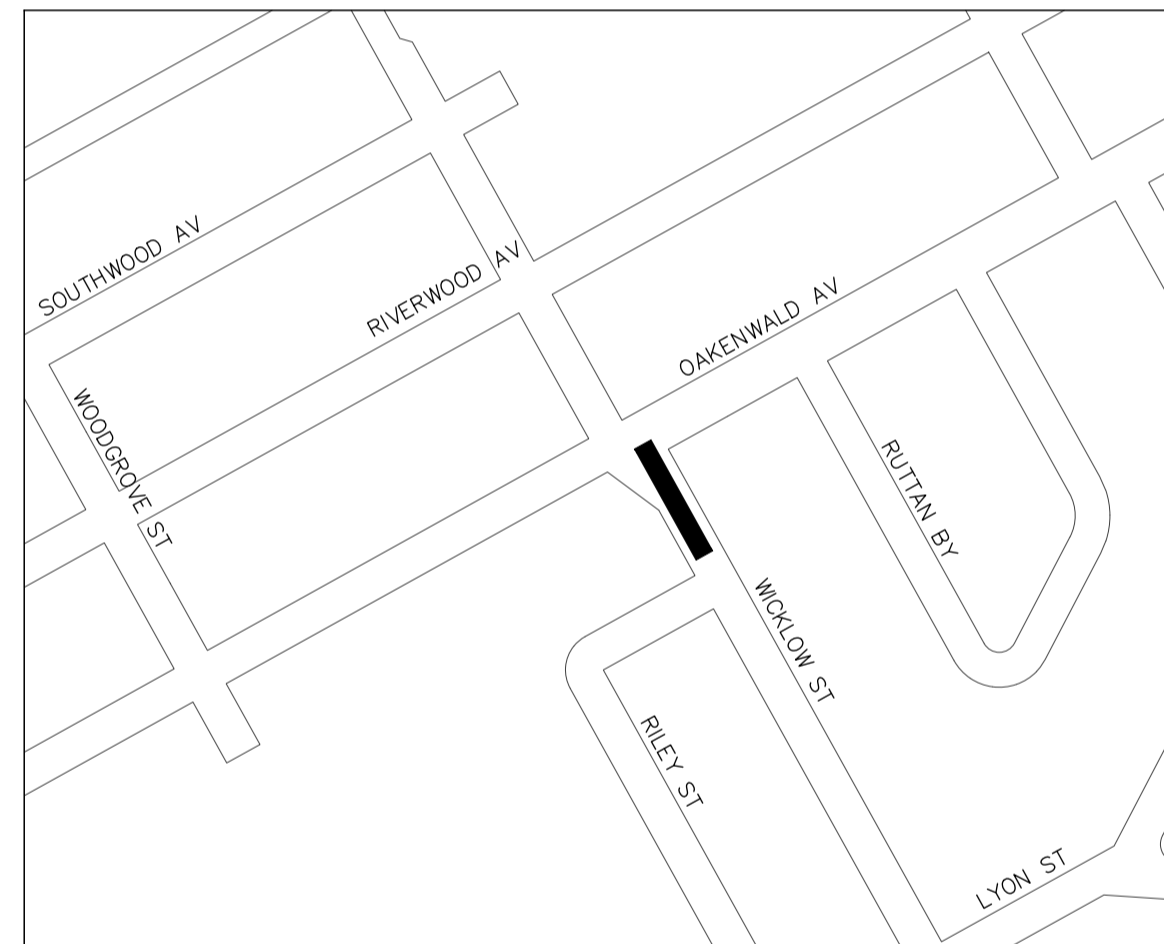 SOUTHWOOD AV
RIVERWOOD AV
OAKENWALD AV
WOODGROVE ST
RUTTAN BY
WICKLOW ST
RILEY ST
LYON ST